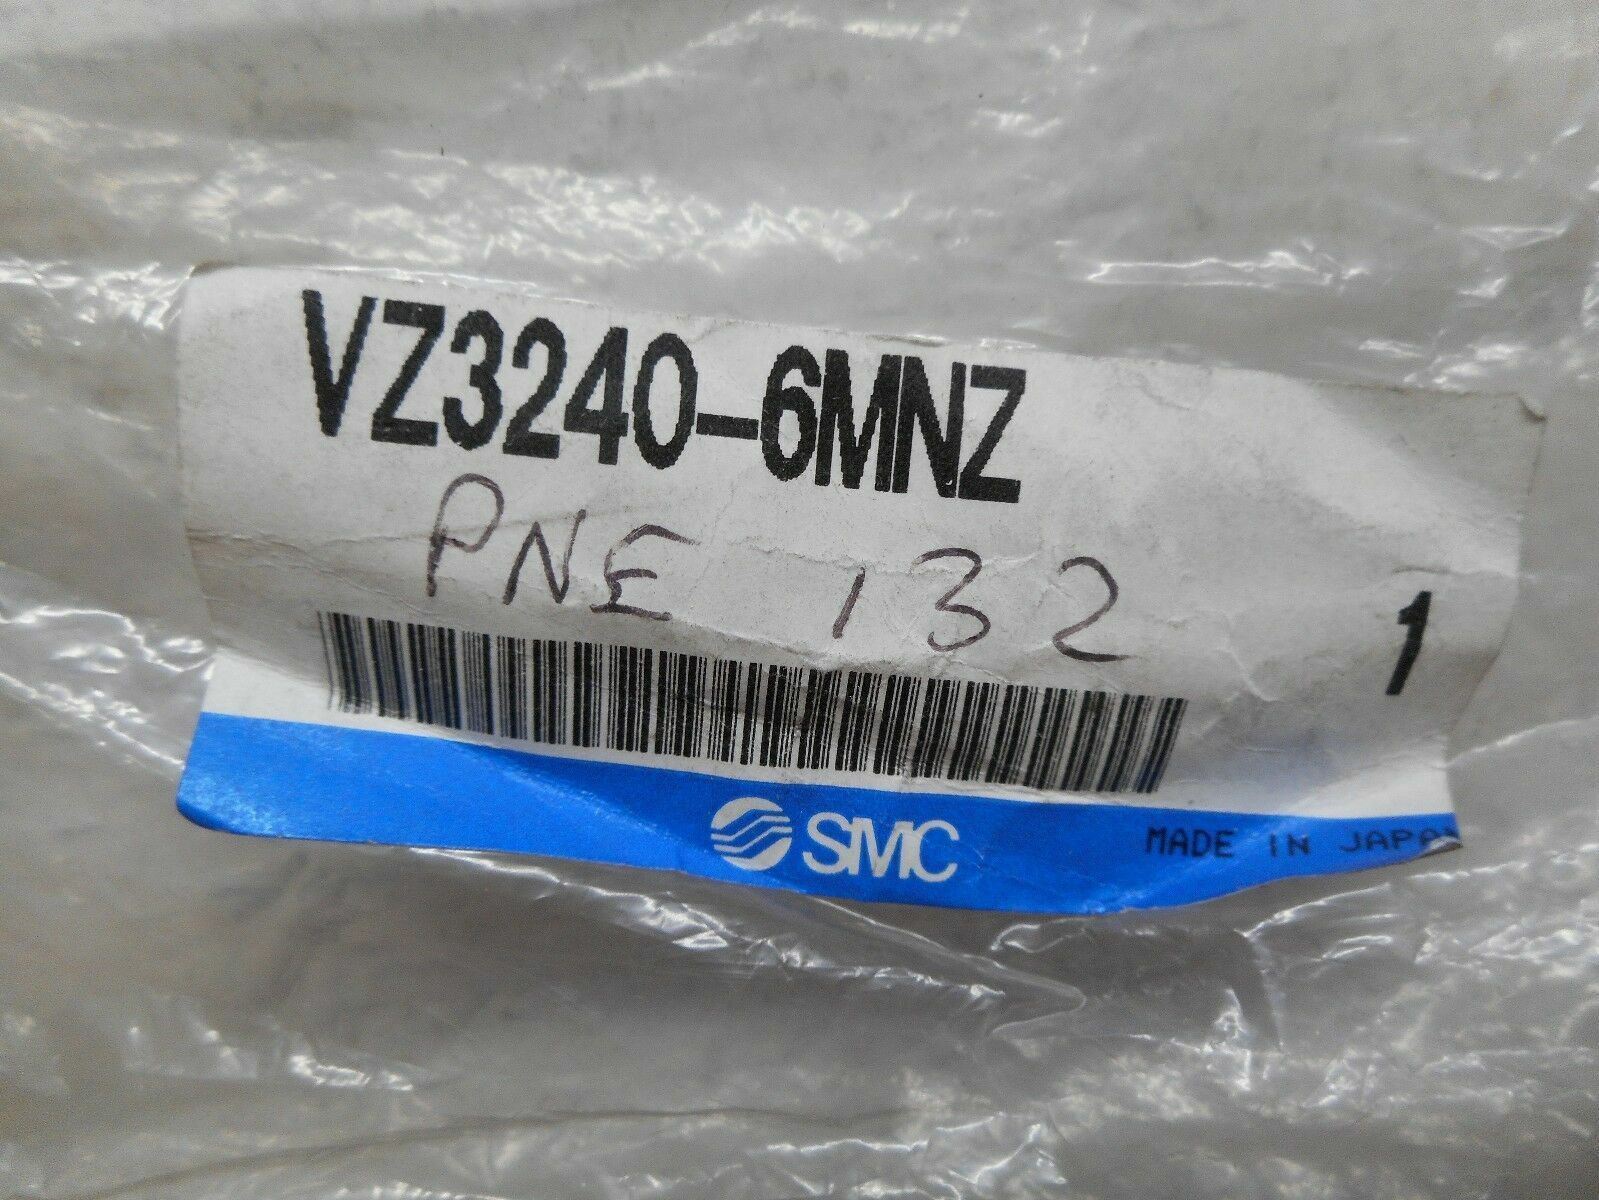 VZ3240-6MNZ
PNE 132
1
SMC
MADE IN JAPAN